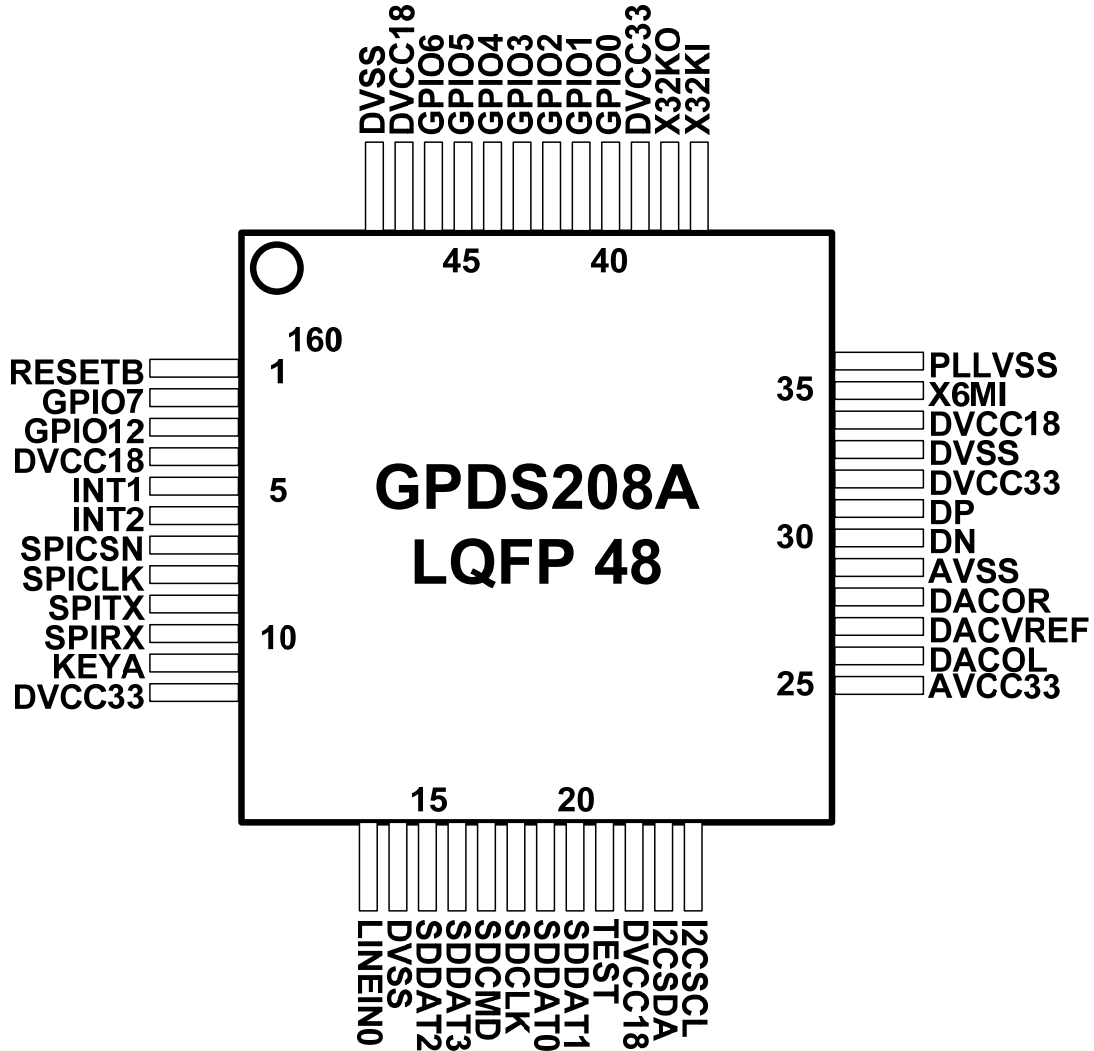 DVSS
DVCC18
GPIO6
GPIO5
GPIO4
GPIO3
GPIO2
GPIO1
GPIO0
DVCC33
X32KO
X32KI
45
40
160
RESETB
1
GPIO7
GPIO12
DVCC18
INT1
5
INT2
SPICSN
SPICLK
SPITX
SPIRX
10
KEYA
DVCC33
GPDS208A
LQFP 48
PLLVSS
35
X6MI
DVCC18
DVSS
DVCC33
DP
30
DN
AVSS
DACOR
DACVREF
DACOL
25
AVCC33
15
20
LINEIN0
DVSS
SDDAT2
SDDAT3
SDCMD
SDCLK
SDDAT0
SDDAT1
TEST
DVCC18
I2CSDA
I2CSCL